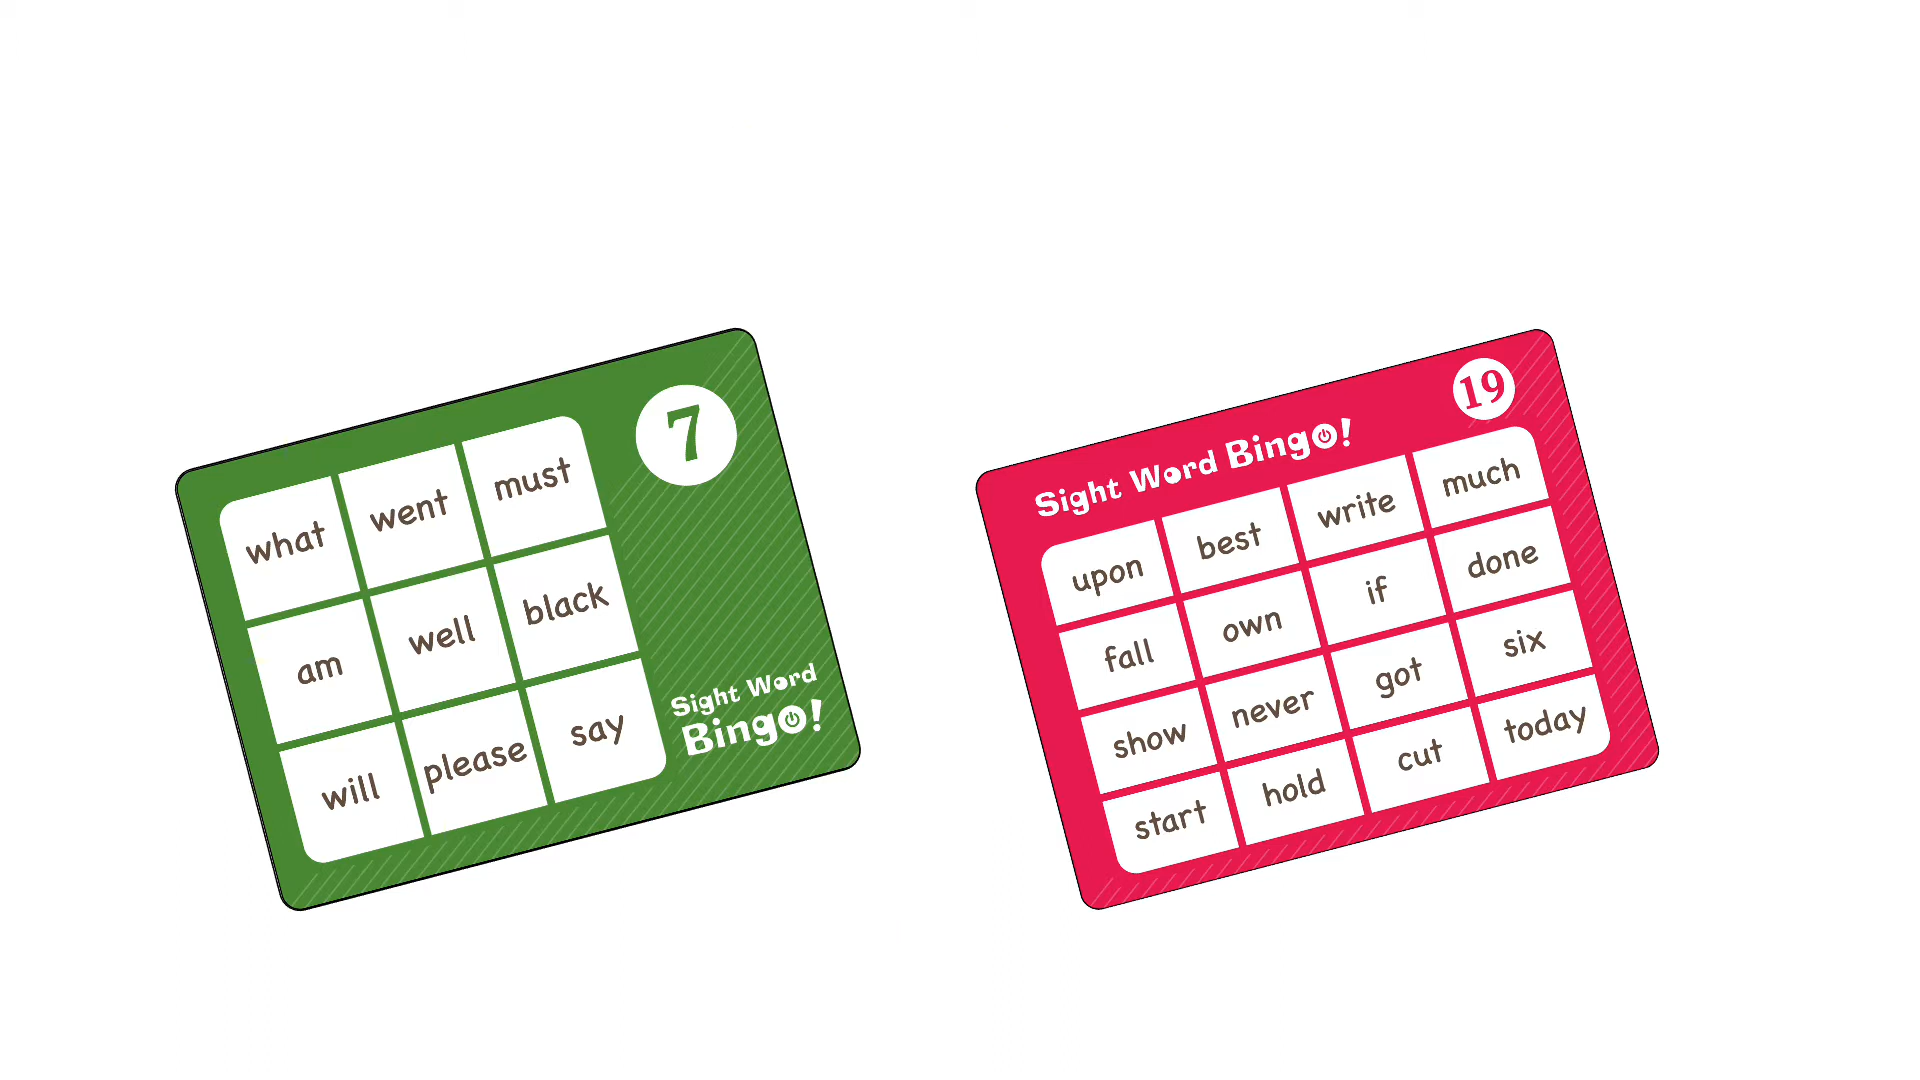 7
what went must
am well black
will please say
Sight Word
Bingo!
19
Sight Word Bingo!
upon best write much
fall own if done
show never got six
start hold cut today